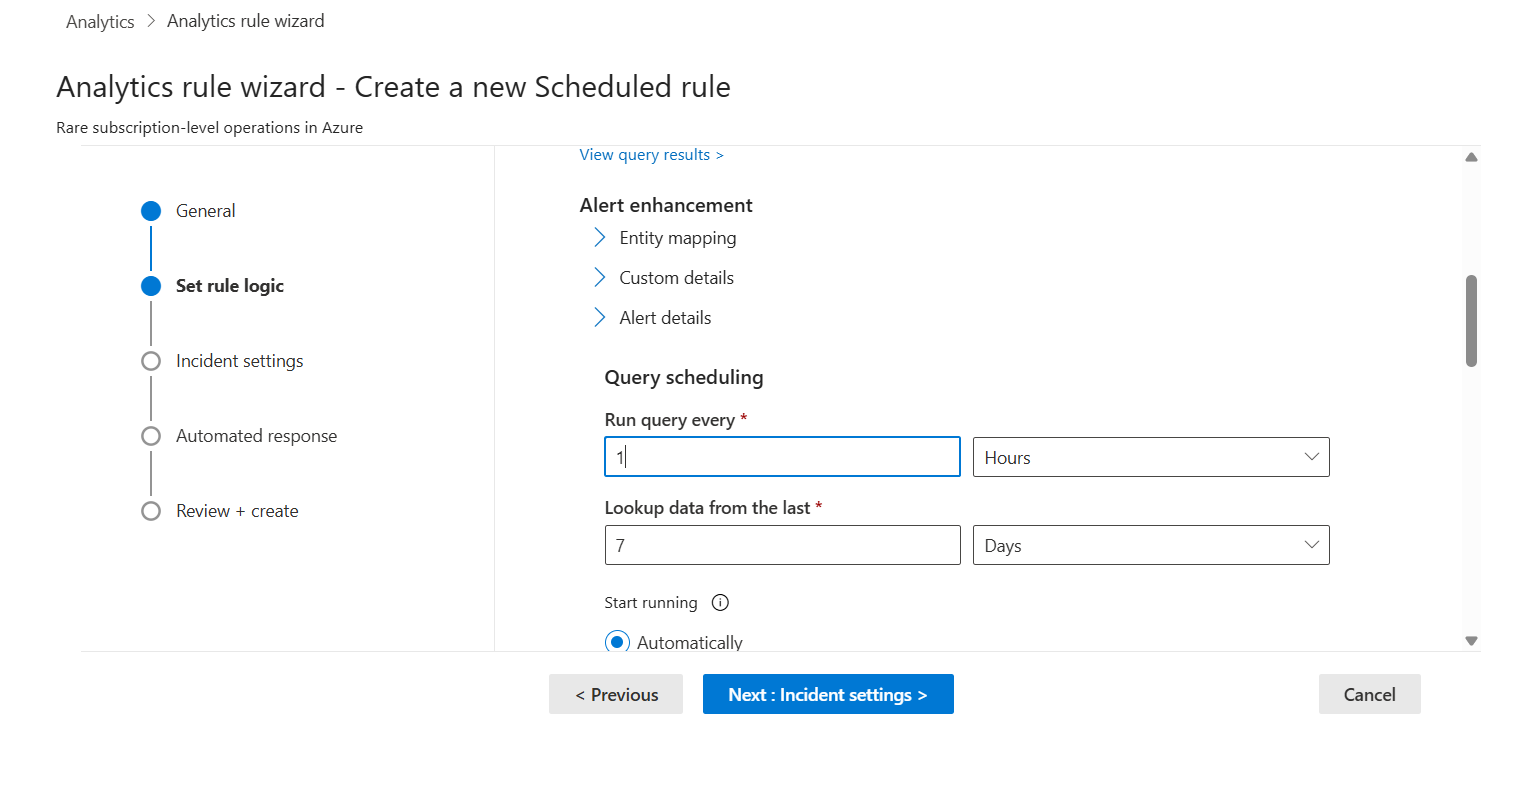 Analytics > Analytics rule wizard
Analytics rule wizard - Create a new Scheduled rule
Rare subscription-level operations in Azure
General
Set rule logic
Incident settings
Automated response
Review + create
View query results >
Alert enhancement
Entity mapping
Custom details
Alert details
Query scheduling
Run query every *
1 Hours
Lookup data from the last *
7 Days
Start running
Automatically
< Previous Next : Incident settings > Cancel